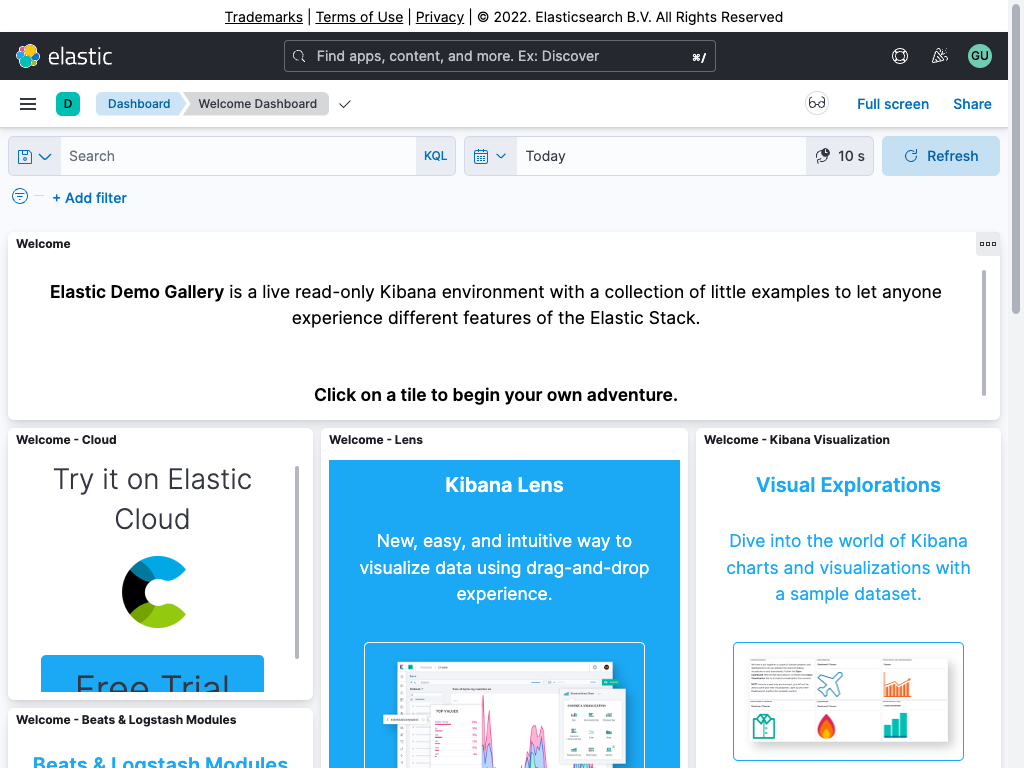 Trademarks | Terms of Use | Privacy | © 2022. Elasticsearch B.V. All Rights Reserved
elastic
Find apps, content, and more. Ex: Discover
⌘/
GU
D
Dashboard
Welcome Dashboard
Full screen
Share
Search
KQL
Today
10 s
Refresh
+ Add filter
Welcome
Elastic Demo Gallery is a live read-only Kibana environment with a collection of little examples to let anyone
experience different features of the Elastic Stack.
Click on a tile to begin your own adventure.
Welcome - Cloud
Try it on Elastic
Cloud
Free Trial
Welcome - Lens
Kibana Lens
New, easy, and intuitive way to
visualize data using drag-and-drop
experience.
TOP VALUES
Welcome - Kibana Visualization
Visual Explorations
Dive into the world of Kibana
charts and visualizations with
a sample dataset.
Welcome - Beats & Logstash Modules
Beats & Logstash Modules